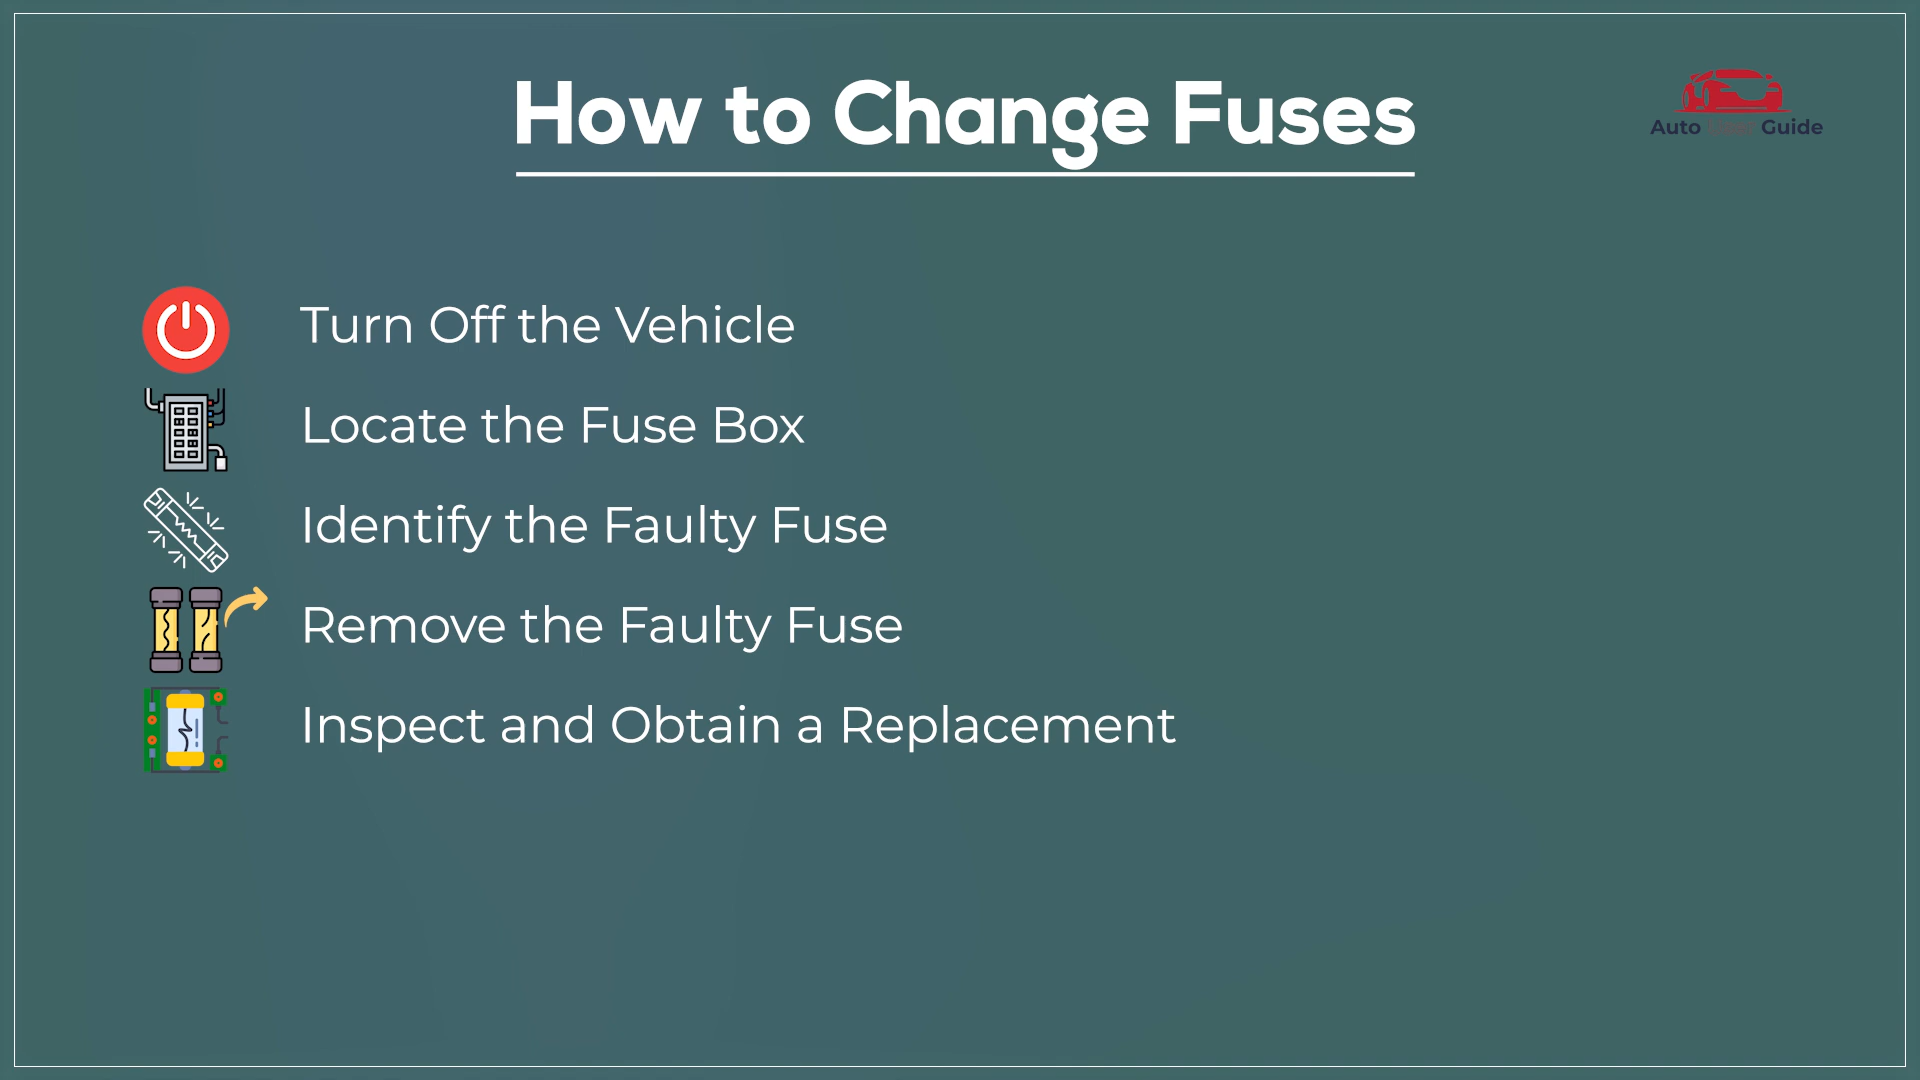 How to Change Fuses
Auto Guide
Turn Off the Vehicle
Locate the Fuse Box
Identify the Faulty Fuse
Remove the Faulty Fuse
Inspect and Obtain a Replacement